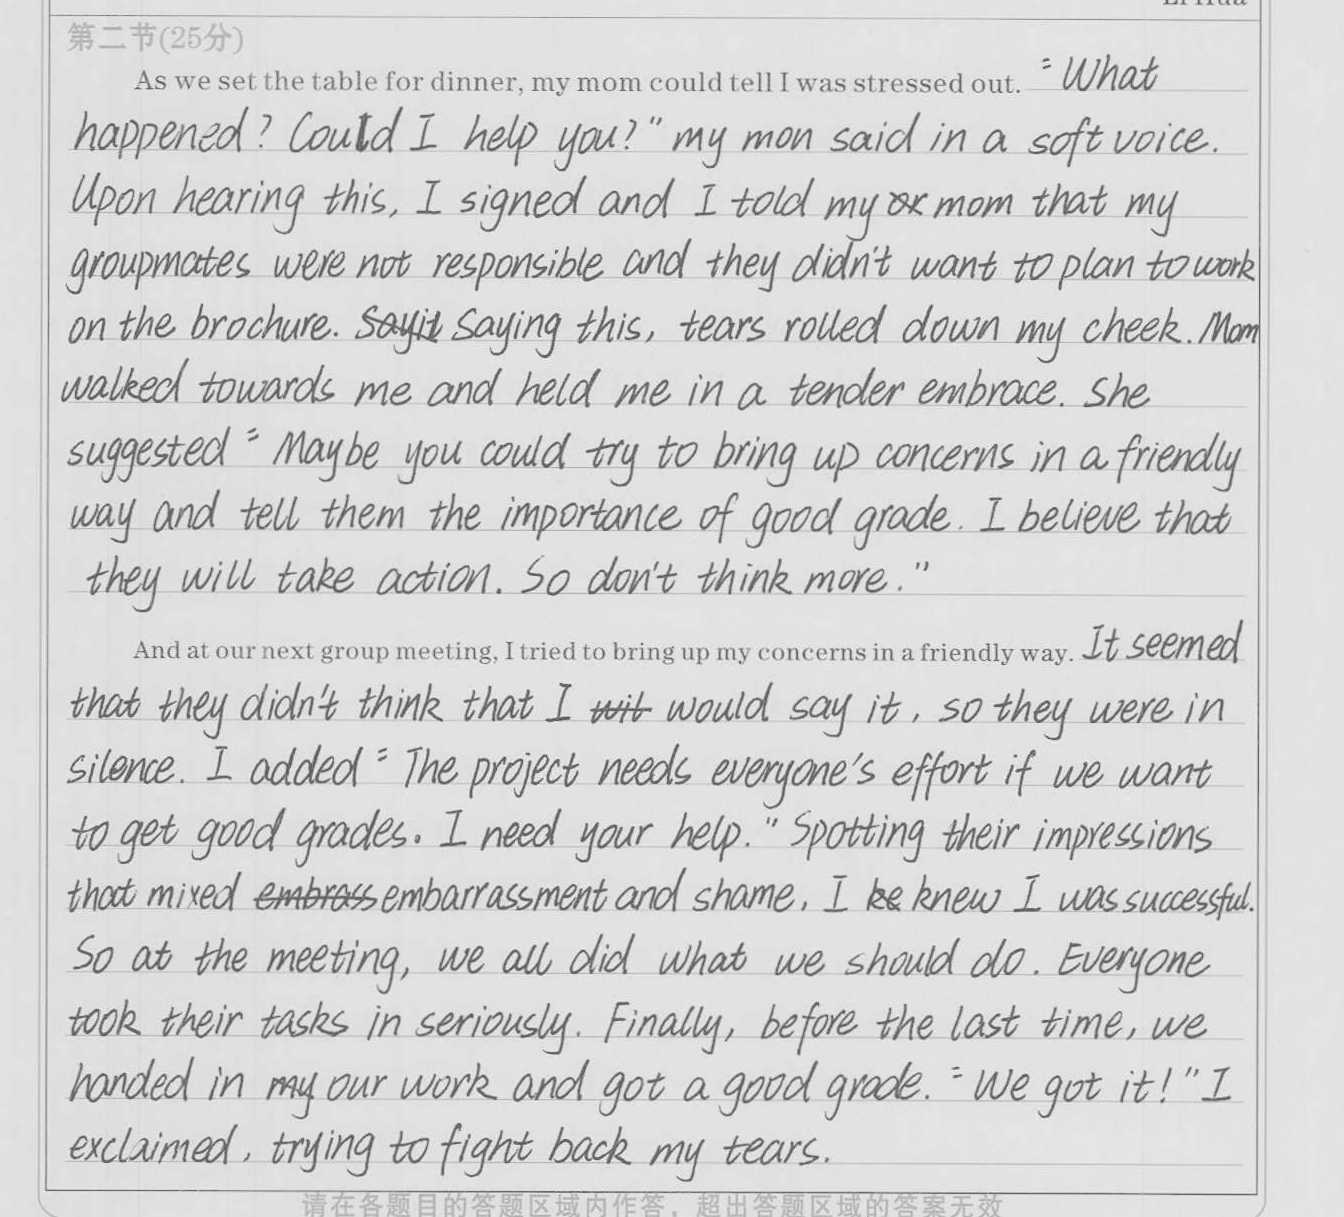 第二节(25分)
As we set the table for dinner, my mom could tell I was stressed out. "What
happened? Could I help you?" my mon said in a soft voice.
Upon hearing this, I signed and I told my mom that my
groupmates were not responsible and they didn't want to plan to work
on the brochure. Saying this, tears rolled down my cheek. Mom
walked towards me and held me in a tender embrace. She
suggested "Maybe you could try to bring up concerns in a friendly
way and tell them the importance of good grade. I believe that
they will take action. So don't think more."
And at our next group meeting, I tried to bring up my concerns in a friendly way. It seemed
that they didn't think that I would say it, so they were in
silence. I added "The project needs everyone's effort if we want
to get good grades. I need your help." Spotting their impressions
that mixed embarrassment and shame, I knew I was successful.
So at the meeting, we all did what we should do. Everyone
took their tasks in seriously. Finally, before the last time, we
handed in our work and got a good grade. "We got it!" I
exclaimed, trying to fight back my tears.
请在各题目的答题区域内作答，超出答题区域的答案无效